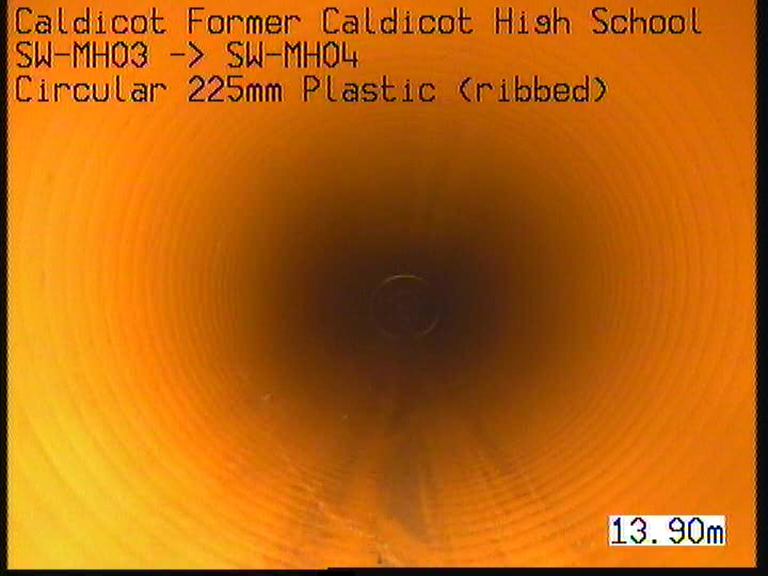 Caldicot Former Caldicot High School
SW-MH03 -> SW-MH04
Circular 225mm Plastic (ribbed)
13.90m